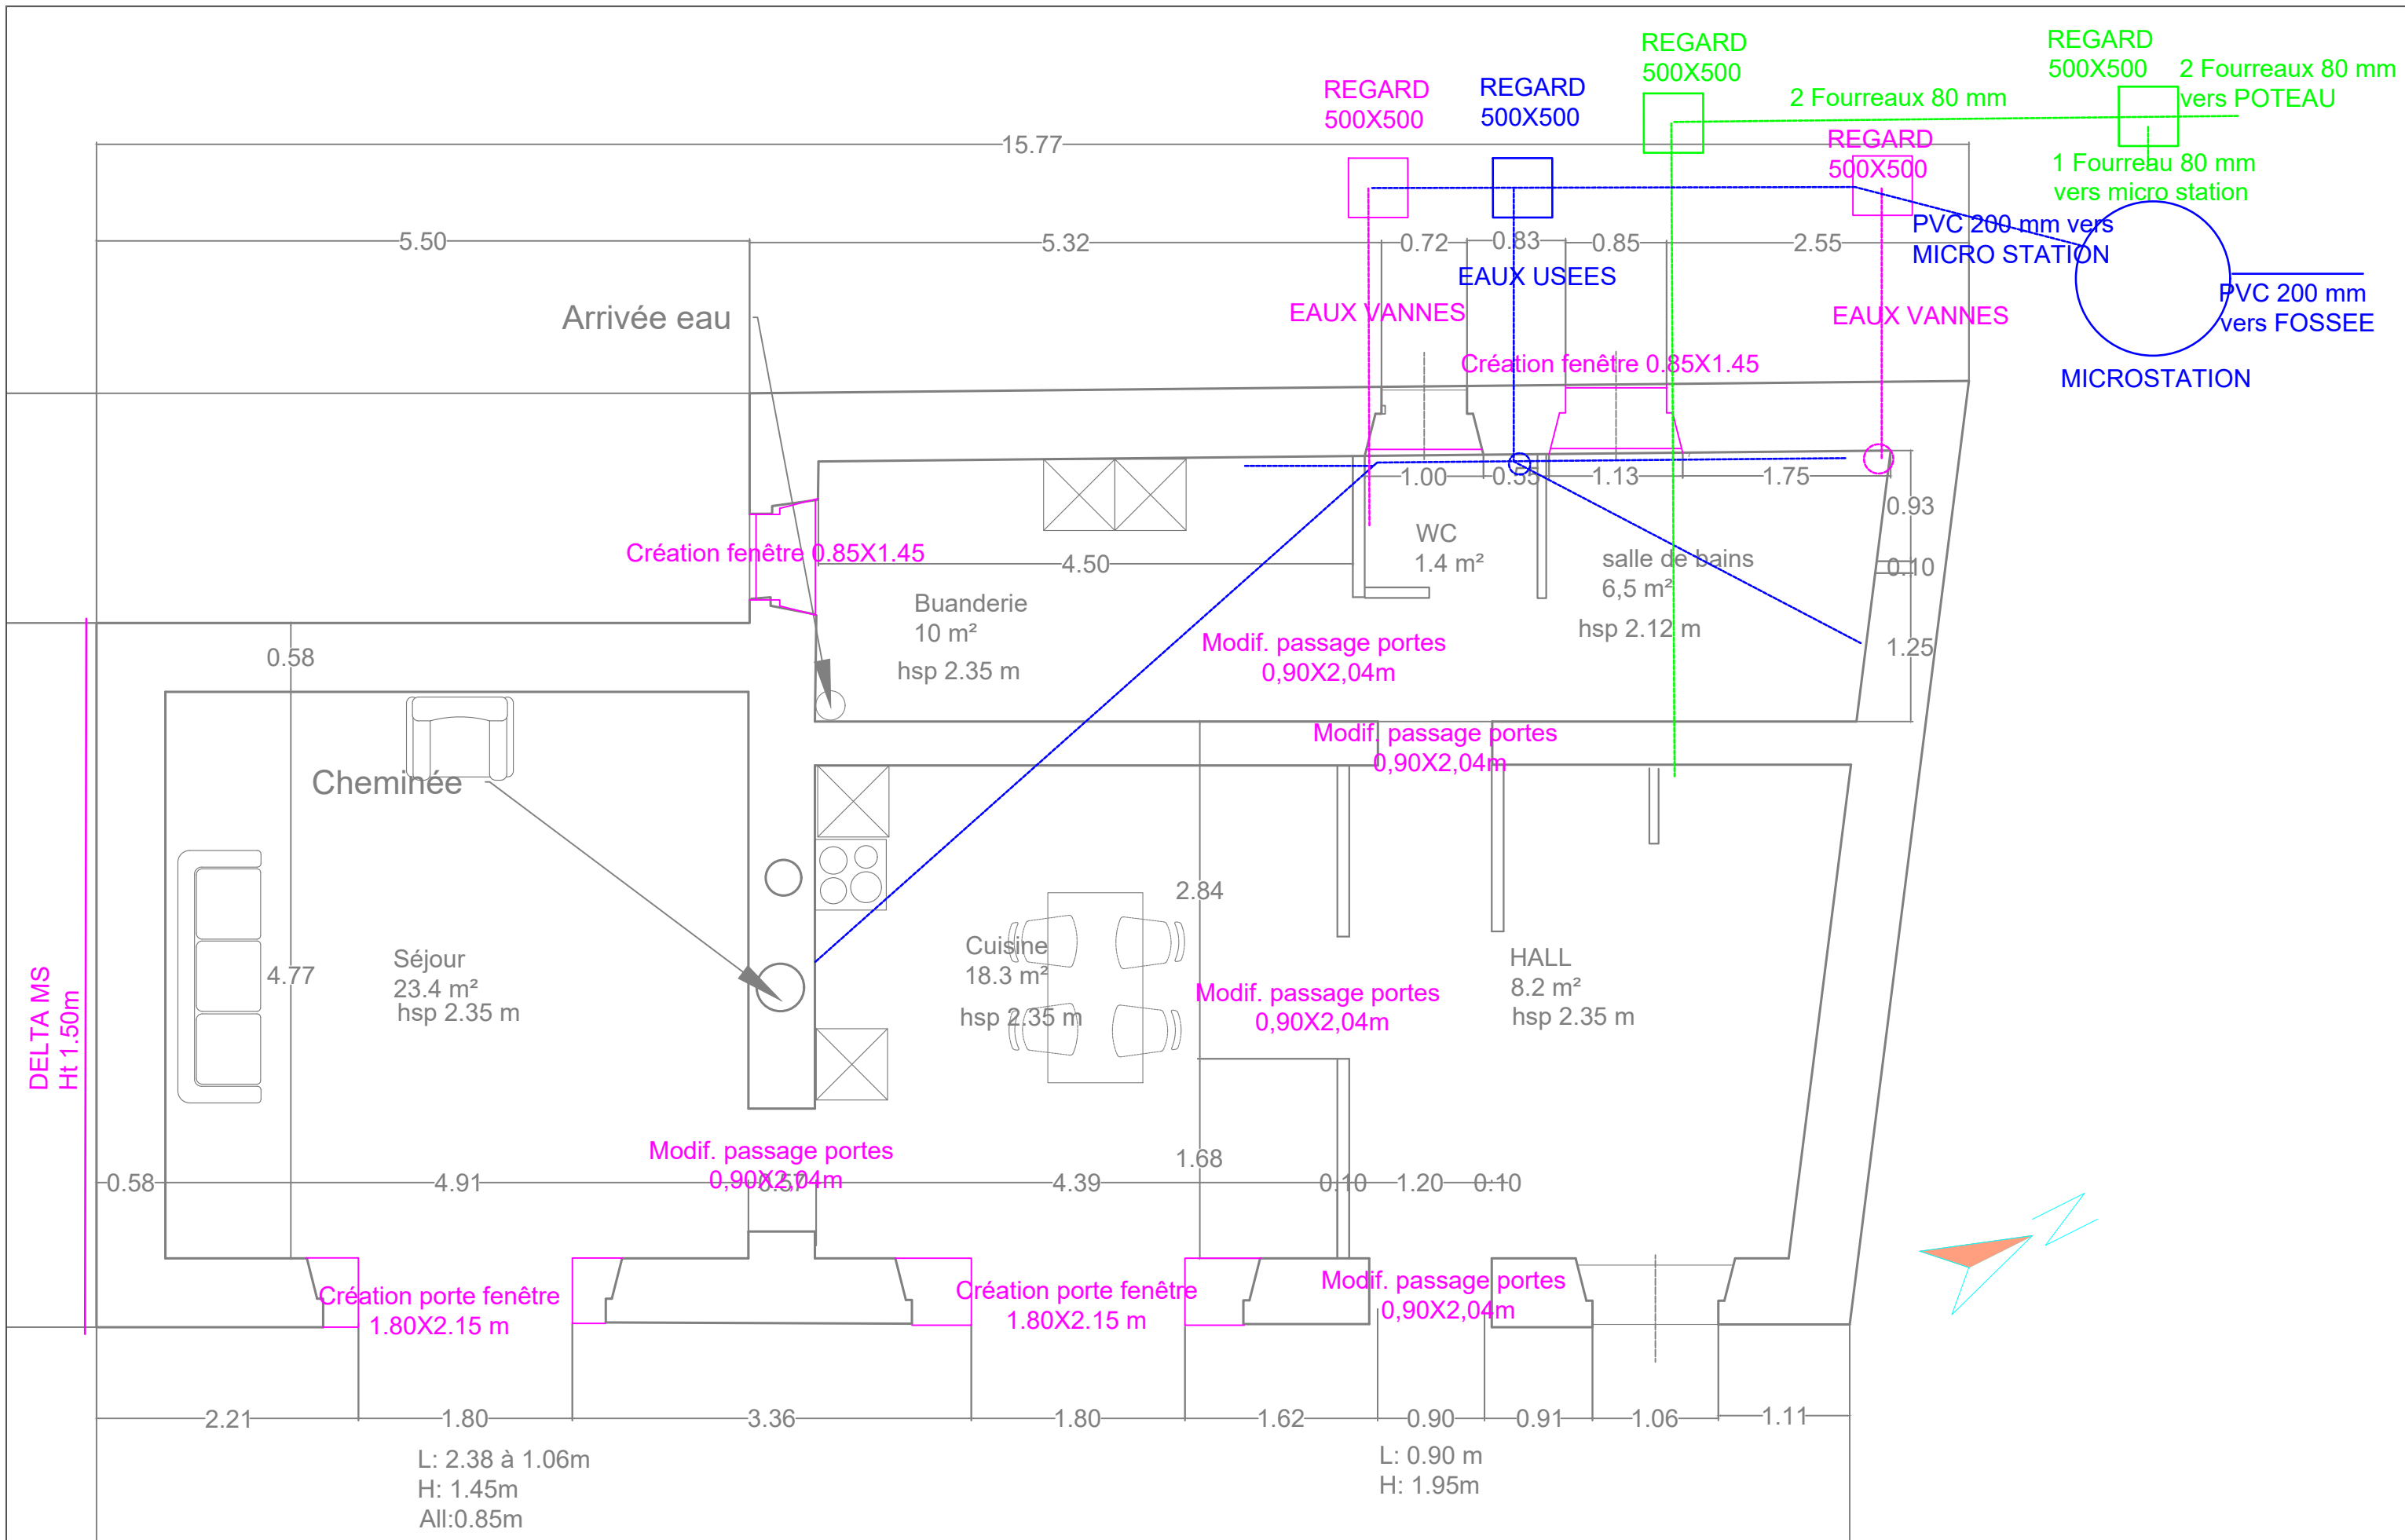 REGARD
500X500
REGARD
500X500
REGARD
500X500
REGARD
500X500
2 Fourreaux 80 mm
2 Fourreaux 80 mm
vers POTEAU
REGARD
500X500
1 Fourreau 80 mm
vers micro station
15.77
5.50
5.32
0.72
0.83
0.85
2.55
PVC 200 mm vers
MICRO STATION
EAUX USEES
PVC 200 mm
vers FOSSEE
EAUX VANNES
EAUX VANNES
Arrivée eau
Création fenêtre 0.85X1.45
MICROSTATION
1.00
0.55
1.13
1.75
0.93
Création fenêtre 0.85X1.45
4.50
WC
1.4 m²
salle de bains
6,5 m²
hsp 2.12 m
0.10
Buanderie
10 m²
hsp 2.35 m
Modif. passage portes
0,90X2,04m
1.25
0.58
Modif. passage portes
0,90X2,04m
Cheminée
2.84
Séjour
23.4 m²
hsp 2.35 m
4.77
Cuisine
18.3 m²
hsp 2.35 m
HALL
8.2 m²
hsp 2.35 m
Modif. passage portes
0,90X2,04m
DELTA MS
Ht 1.50m
Modif. passage portes
0,90X2,04m
1.68
0.58
4.91
0.57
4.39
0.10
1.20
0.10
Création porte fenêtre
1.80X2.15 m
Création porte fenêtre
1.80X2.15 m
Modif. passage portes
0,90X2,04m
2.21
1.80
3.36
1.80
1.62
0.90
0.91
1.06
1.11
L: 2.38 à 1.06m
H: 1.45m
All:0.85m
L: 0.90 m
H: 1.95m
N